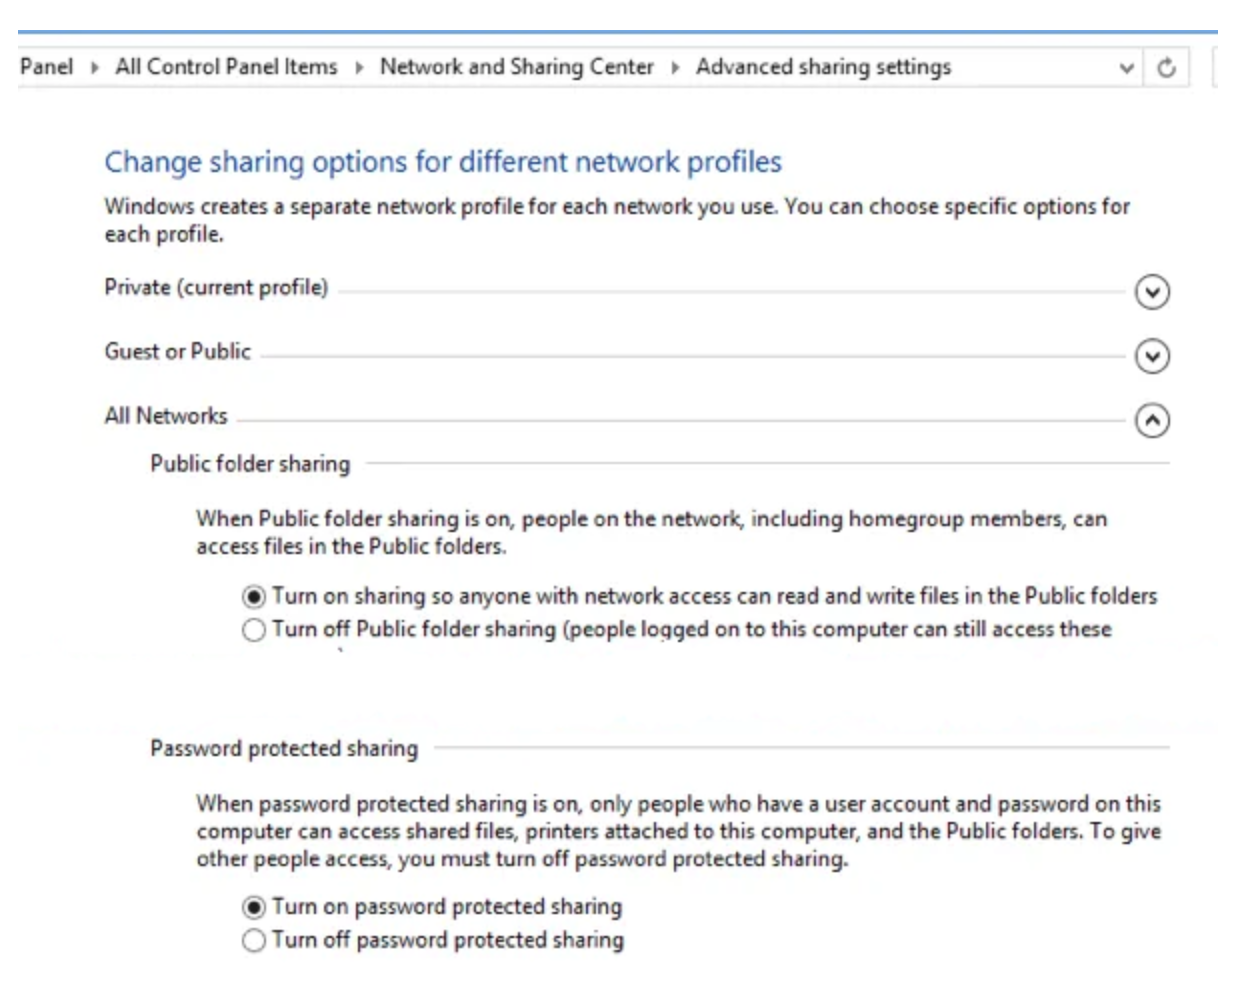 Panel ▸ All Control Panel Items ▸ Network and Sharing Center ▸ Advanced sharing settings
Change sharing options for different network profiles
Windows creates a separate network profile for each network you use. You can choose specific options for
each profile.
Private (current profile)
Guest or Public
All Networks
Public folder sharing
When Public folder sharing is on, people on the network, including homegroup members, can
access files in the Public folders.
Turn on sharing so anyone with network access can read and write files in the Public folders
Turn off Public folder sharing (people logged on to this computer can still access these
Password protected sharing
When password protected sharing is on, only people who have a user account and password on this
computer can access shared files, printers attached to this computer, and the Public folders. To give
other people access, you must turn off password protected sharing.
Turn on password protected sharing
Turn off password protected sharing